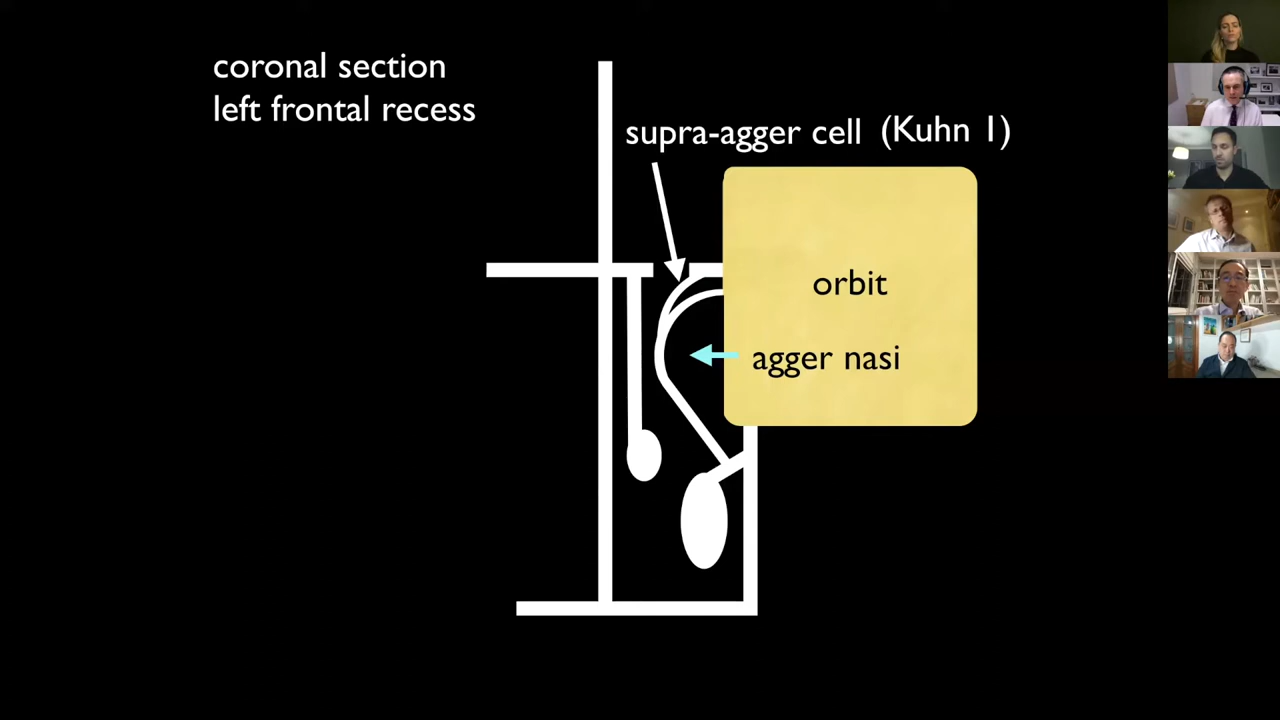 coronal section
left frontal recess
supra-agger cell (Kuhn 1)
orbit
agger nasi